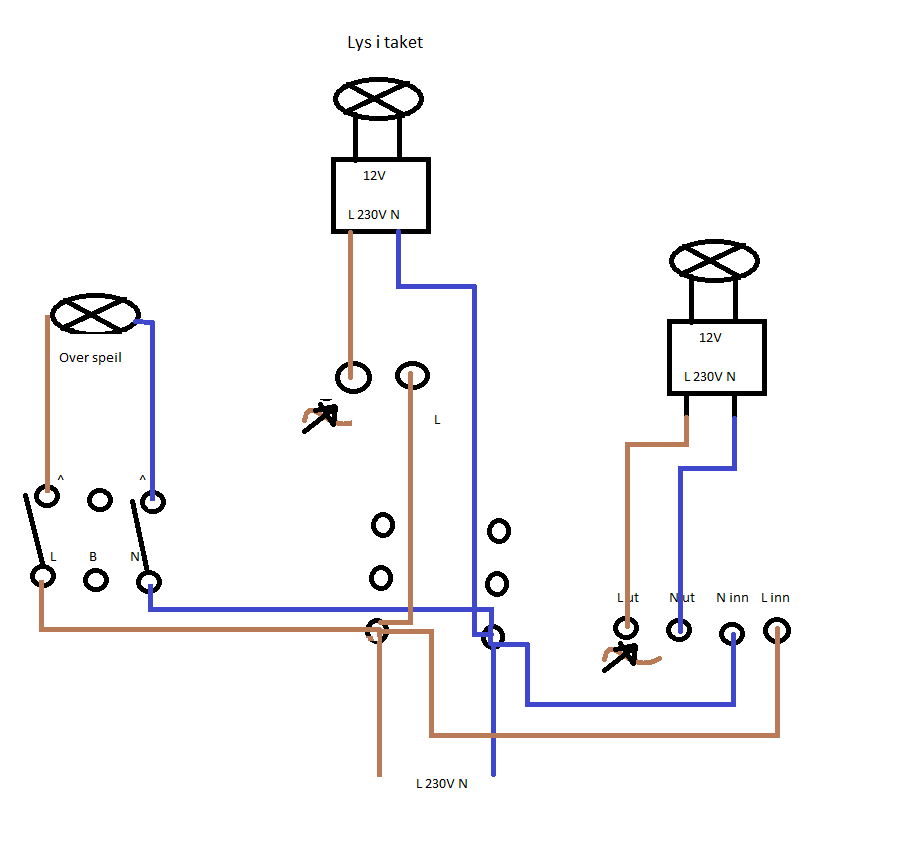 Lys i taket
12V
L 230V N
12V
L 230V N
Over speil
L
^ ^
L B N
L ut N ut N inn L inn
L 230V N